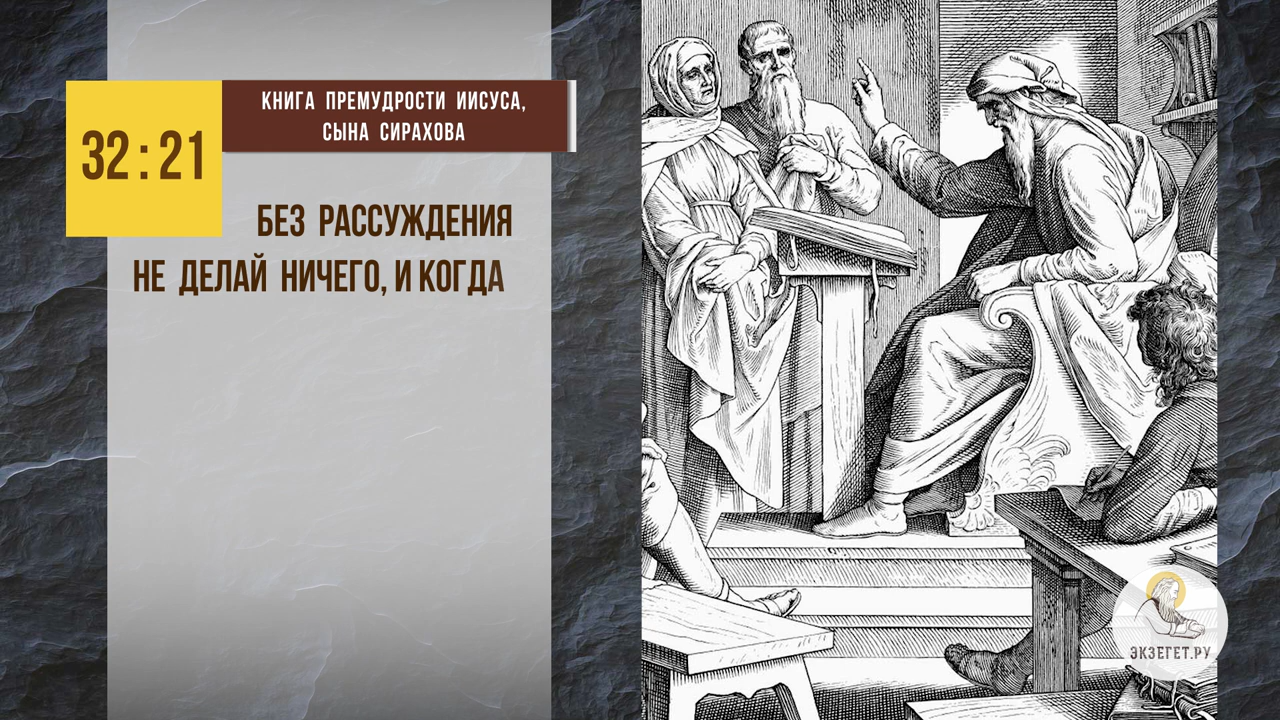 32:21
КНИГА ПРЕМУДРОСТИ ИИСУСА,
СЫНА СИРАХОВА
БЕЗ РАССУЖДЕНИЯ
НЕ ДЕЛАЙ НИЧЕГО, И КОГДА
ЭКЗЕГЕТ.РУ